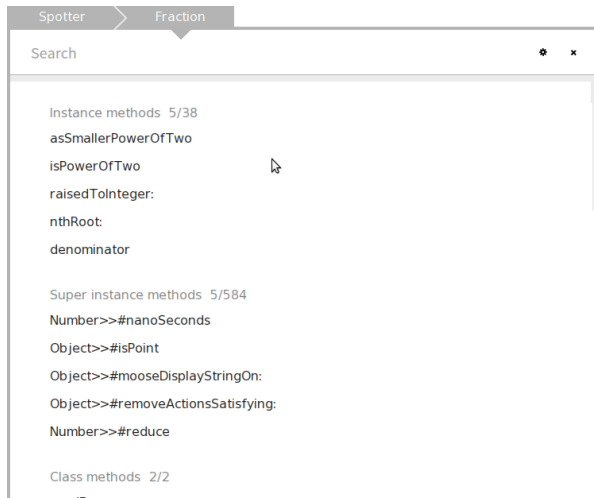 Spotter Fraction
Search
Instance methods 5/38
asSmallerPowerOfTwo
isPowerOfTwo
raisedToInteger:
nthRoot:
denominator
Super instance methods 5/584
Number>>#nanoSeconds
Object>>#isPoint
Object>>#mooseDisplayStringOn:
Object>>#removeActionsSatisfying:
Number>>#reduce
Class methods 2/2